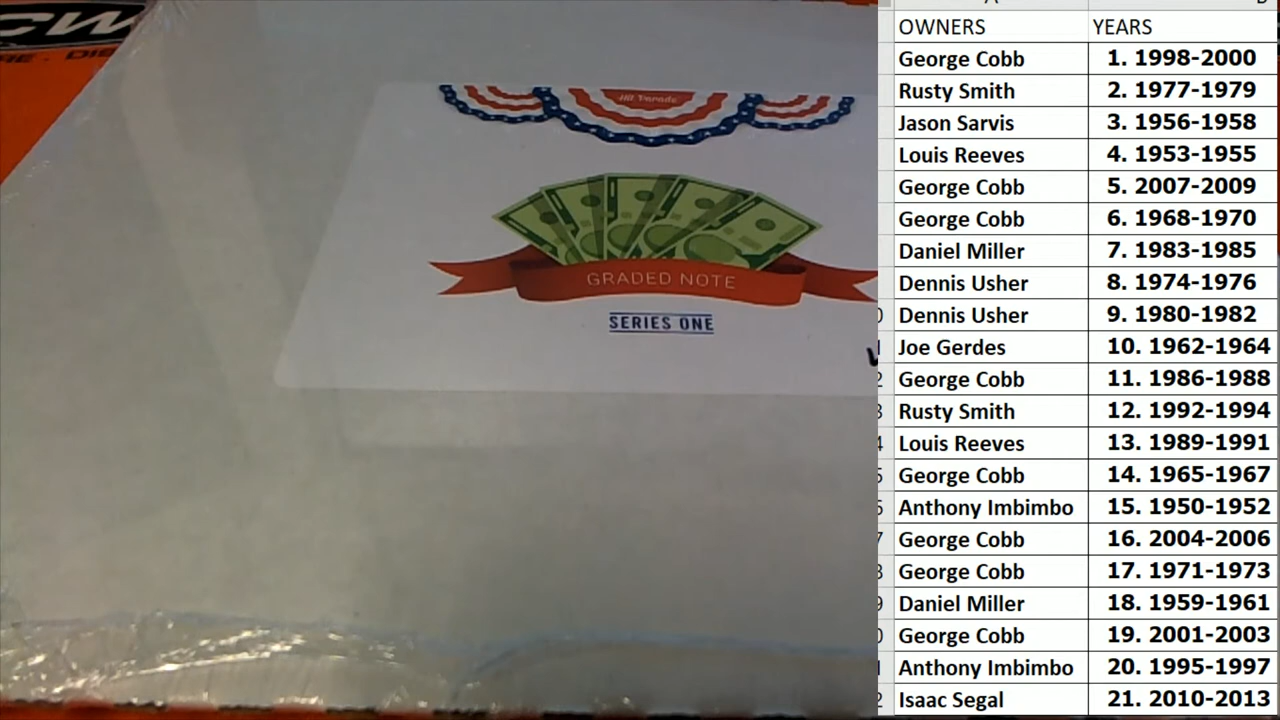 CW
RE · DIE
Hit Parade
GRADED NOTE
SERIES ONE
OWNERS YEARS
George Cobb 1. 1998-2000
Rusty Smith 2. 1977-1979
Jason Sarvis 3. 1956-1958
Louis Reeves 4. 1953-1955
George Cobb 5. 2007-2009
George Cobb 6. 1968-1970
Daniel Miller 7. 1983-1985
Dennis Usher 8. 1974-1976
Dennis Usher 9. 1980-1982
Joe Gerdes 10. 1962-1964
George Cobb 11. 1986-1988
Rusty Smith 12. 1992-1994
Louis Reeves 13. 1989-1991
George Cobb 14. 1965-1967
Anthony Imbimbo 15. 1950-1952
George Cobb 16. 2004-2006
George Cobb 17. 1971-1973
Daniel Miller 18. 1959-1961
George Cobb 19. 2001-2003
Anthony Imbimbo 20. 1995-1997
Isaac Segal 21. 2010-2013